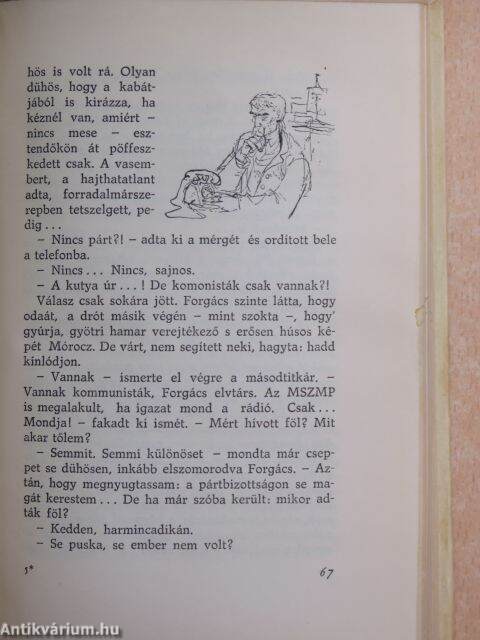 hös is volt rá. Olyan
dühös, hogy a kabát-
jából is kirázza, ha
kéznél van, amiért –
nincs mese – esz-
tendőkön át pöffesz-
kedett csak. A vasem-
bert, a hajthatatlant
adta, forradalmársze-
repben tetszelgett, pe-
dig...
– Nincs párt?! – adta ki a mérgét és ordított bele
a telefonba.
– Nincs... Nincs, sajnos.
– A kutya úr...! De komonisták csak vannak?!
Válasz csak sokára jött. Forgács szinte látta, hogy
odaát, a drót másik végén – mint szokta –, hogy
gyúrja, gyötri hamar verejtékező s erősen húsos ké-
pét Mórocz. De várt, nem segített neki, hagyta: hadd
kínlódjon.
– Vannak – ismerte el végre a másodtitkár. –
Vannak kommunisták, Forgács elvtárs. Az MSZMP
is megalakult, ha igazat mond a rádió. Csak...
Mondja! – fakadt ki ismét. – Mért hívott föl? Mit
akar tőlem?
– Semmit. Semmi különöset – mondta már csep-
pet se dühösen, inkább elszomorodva Forgács. – Az-
tán, hogy megnyugtassam: a pártbizottságon se ma-
gát kerestem... De ha már szóba került: mikor ad-
ták föl?
– Kedden, harmincadikán.
– Se puska, se ember nem volt?
5*
67
Antikvárium.hu